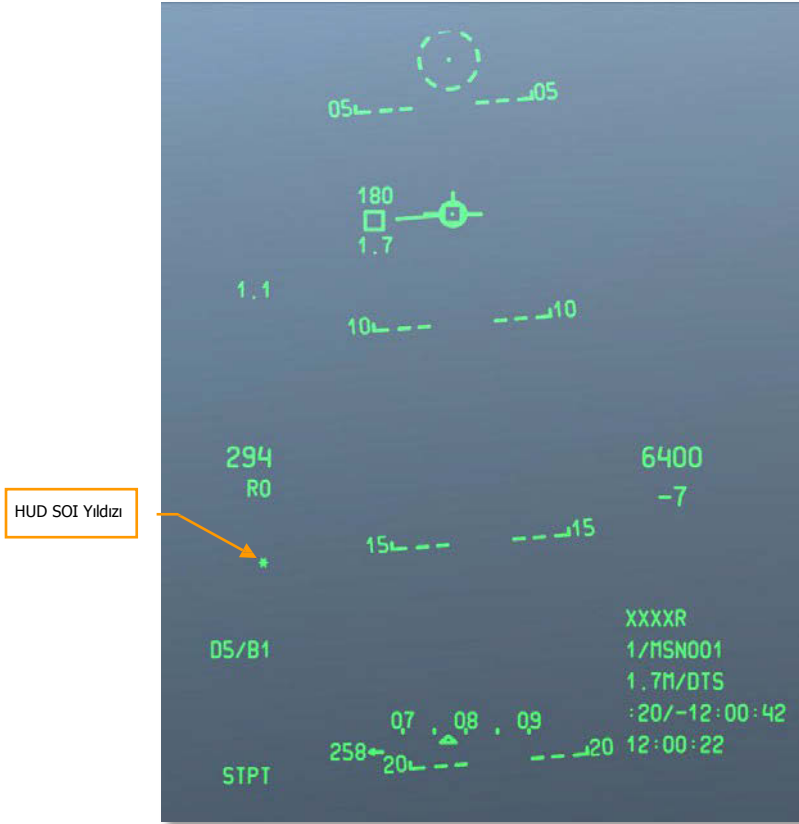 05 05
180
1.7
1.1
10 10
294 6400
R0 -7
HUD SOI Yıldızı
*
15 15
XXXXR
D5/B1 1/MSN001
1.7M/DTS
07 . 08 . 09 :20/-12:00:42
258 20 20 12:00:22
STPT